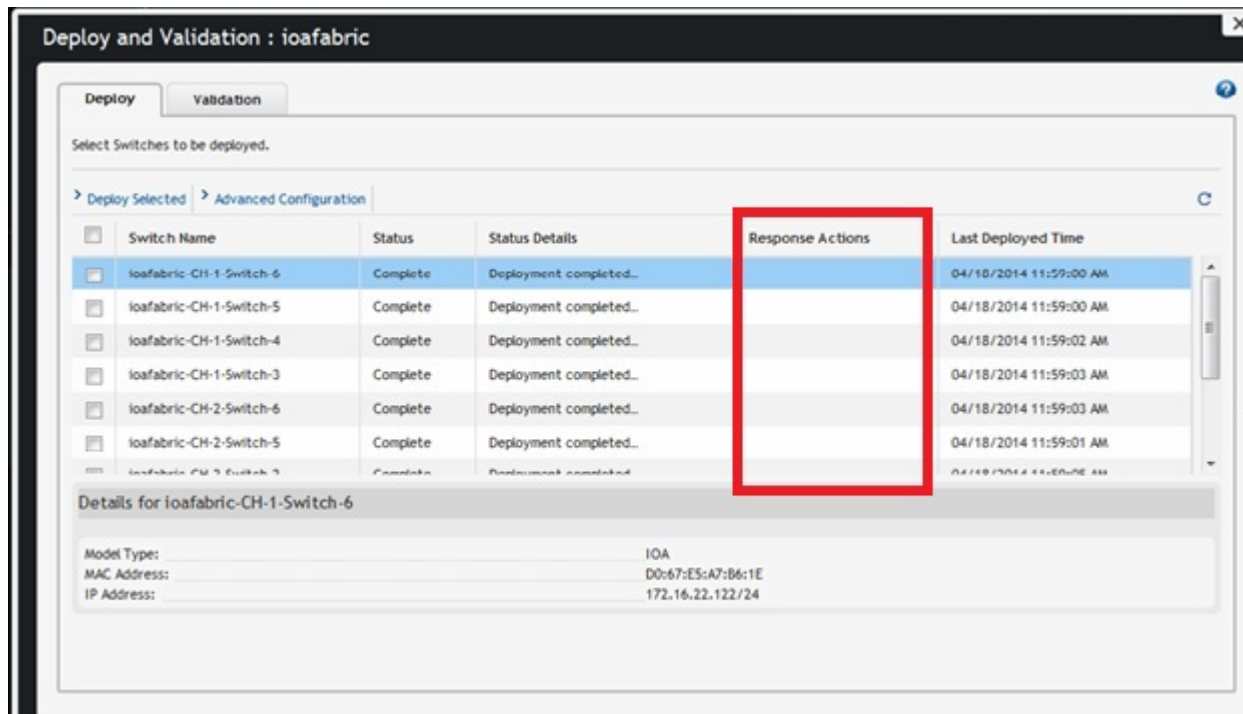 Deploy and Validation : ioafabric
Deploy Validation
Select Switches to be deployed.
Deploy Selected Advanced Configuration
Switch Name Status Status Details Response Actions Last Deployed Time
ioafabric-CH-1-Switch-6 Complete Deployment completed... 04/18/2014 11:59:00 AM
ioafabric-CH-1-Switch-5 Complete Deployment completed... 04/18/2014 11:59:00 AM
ioafabric-CH-1-Switch-4 Complete Deployment completed... 04/18/2014 11:59:02 AM
ioafabric-CH-1-Switch-3 Complete Deployment completed... 04/18/2014 11:59:03 AM
ioafabric-CH-2-Switch-6 Complete Deployment completed... 04/18/2014 11:59:03 AM
ioafabric-CH-2-Switch-5 Complete Deployment completed... 04/18/2014 11:59:01 AM
Complete Deployment completed
Details for ioafabric-CH-1-Switch-6
Model Type: IOA
MAC Address: D0:67:E5:A7:B6:1E
IP Address: 172.16.22.122/24